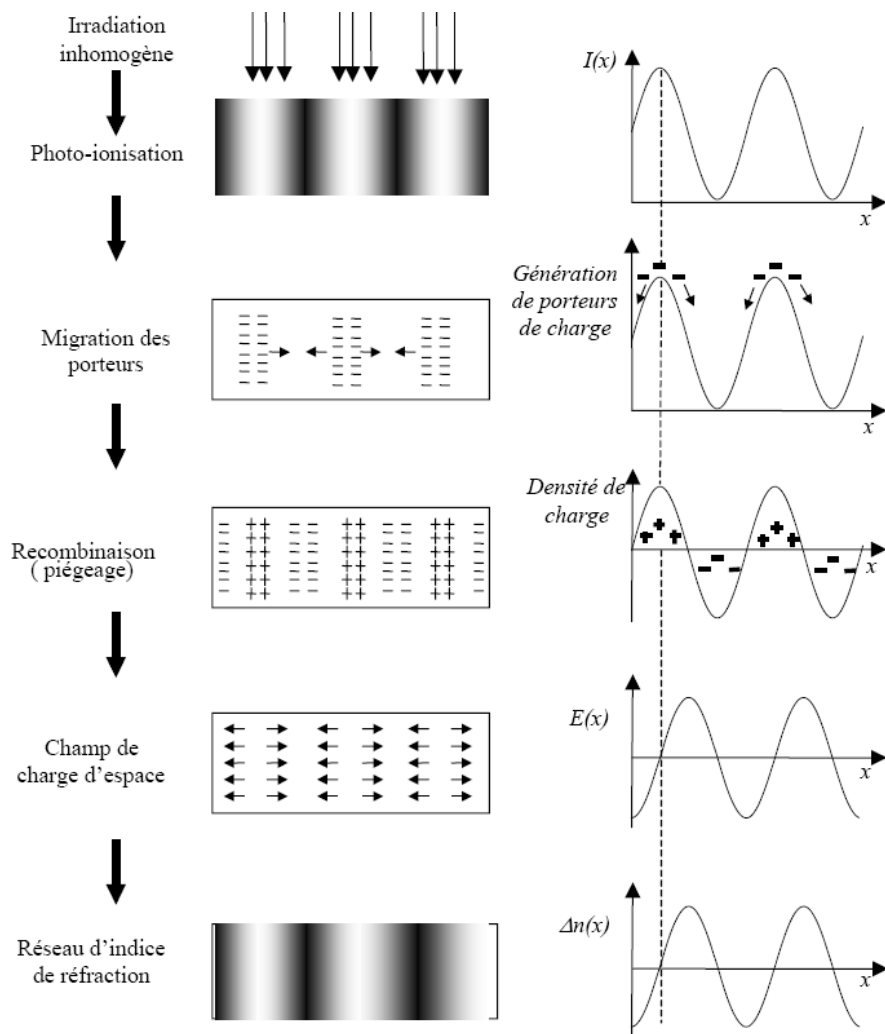 Irradiation
inhomogène
I(x)
Photo-ionisation
x
Génération
de porteurs
de charge
Migration des
porteurs
x
Densité de
charge
Recombinaison
( piégeage)
x
E(x)
Champ de
charge d'espace
x
Réseau d'indice
de réfraction
Δn(x)
x